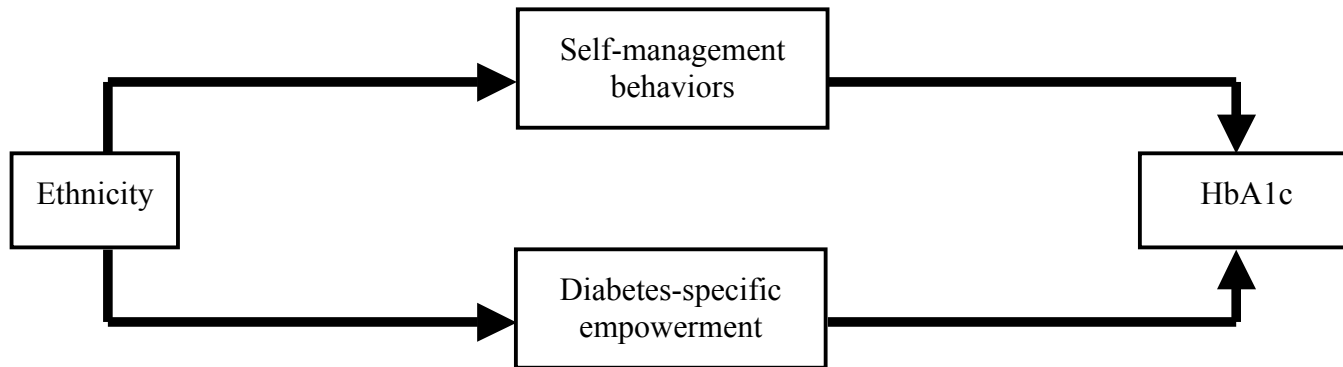 Self-management
behaviors
Ethnicity
HbA1c
Diabetes-specific
empowerment